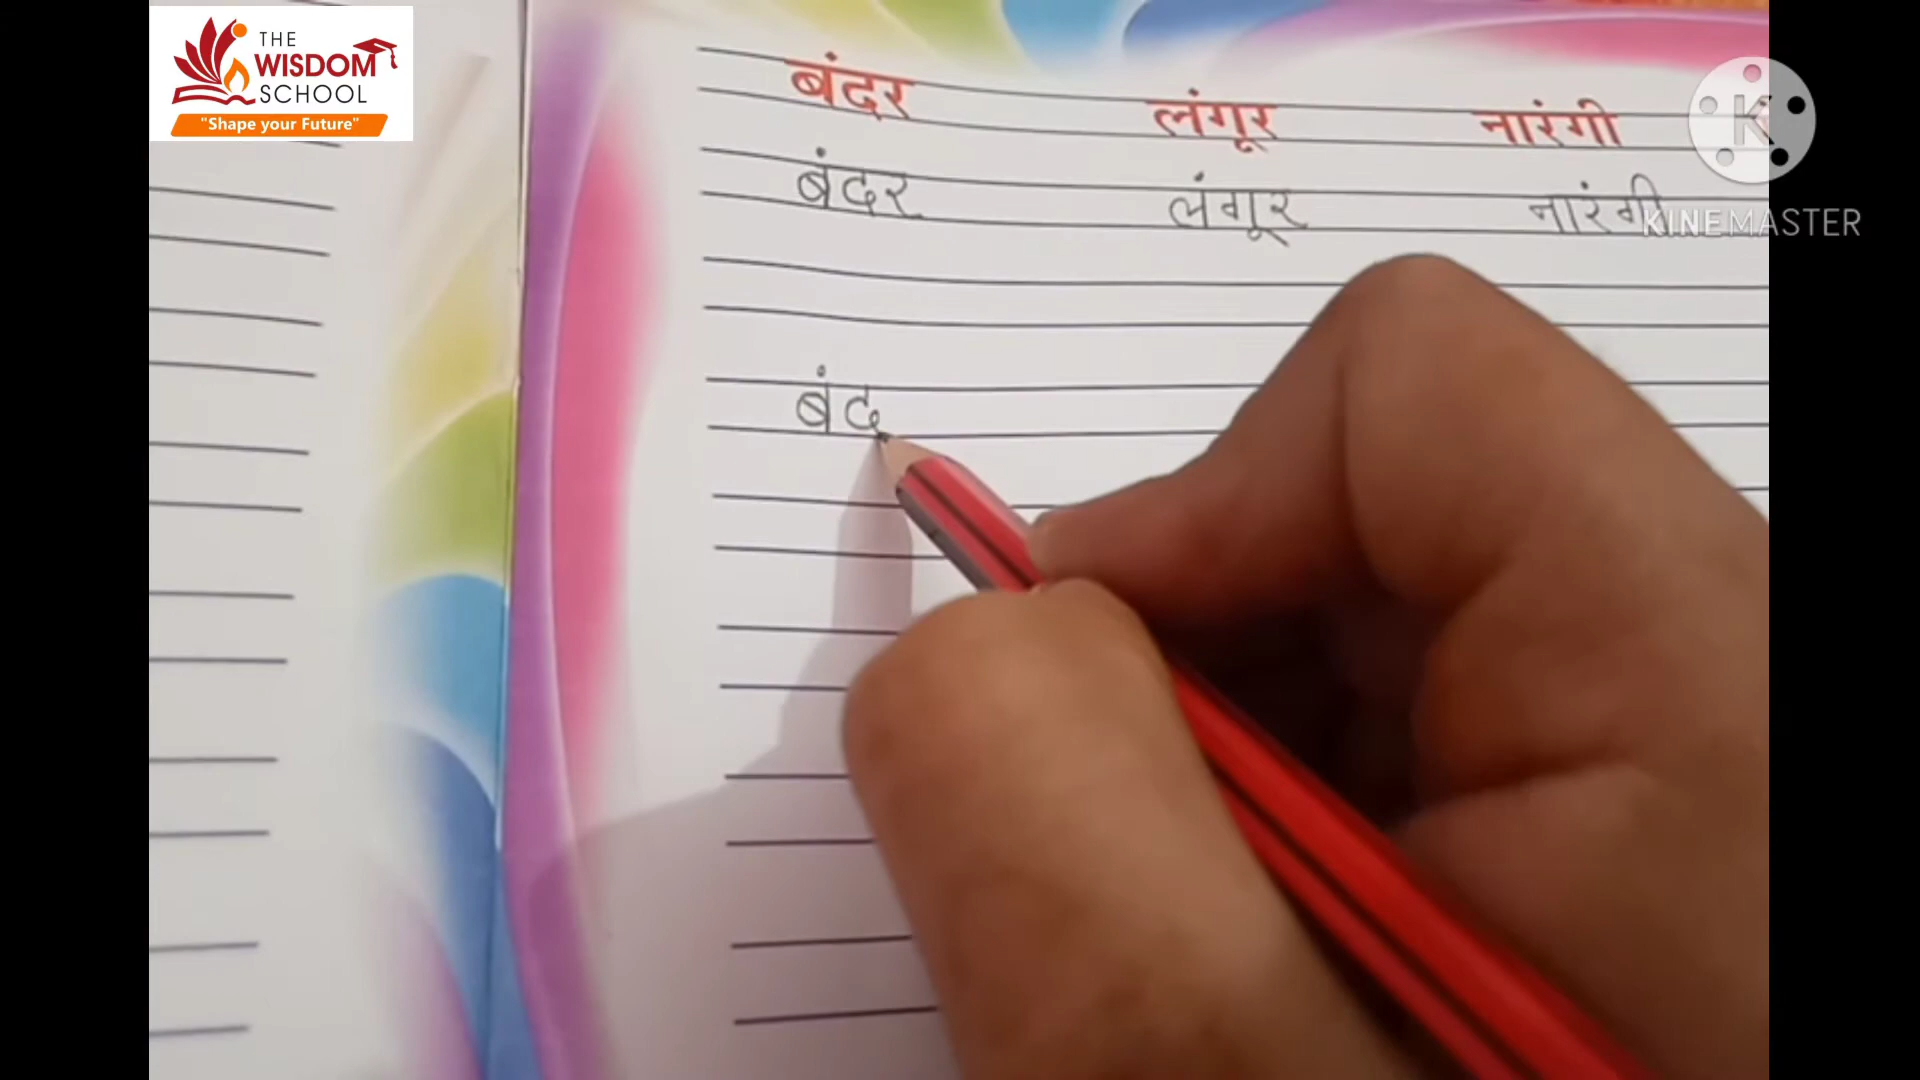 THE
WISDOM
SCHOOL
"Shape your Future"
बंदर लंगूर नारंगी
बंदर लंगूर नारंगी
KINEMASTER
बंद